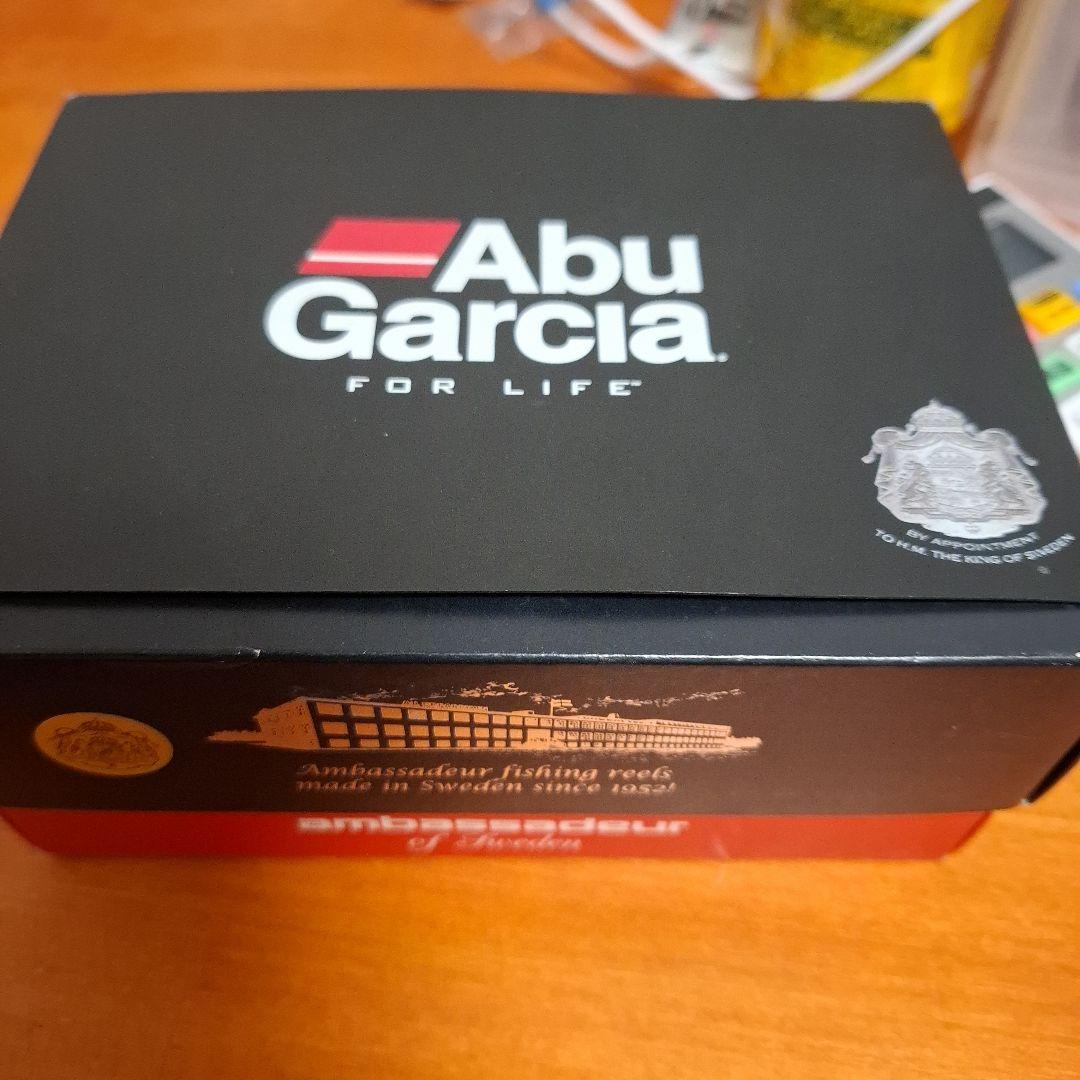 Abu
Garcia
FOR LIFE™
BY APPOINTMENT
TO H.M. THE KING OF SWEDEN
Ambassadeur fishing reels
made in Sweden since 1952!
ambassadeur
of Sweden